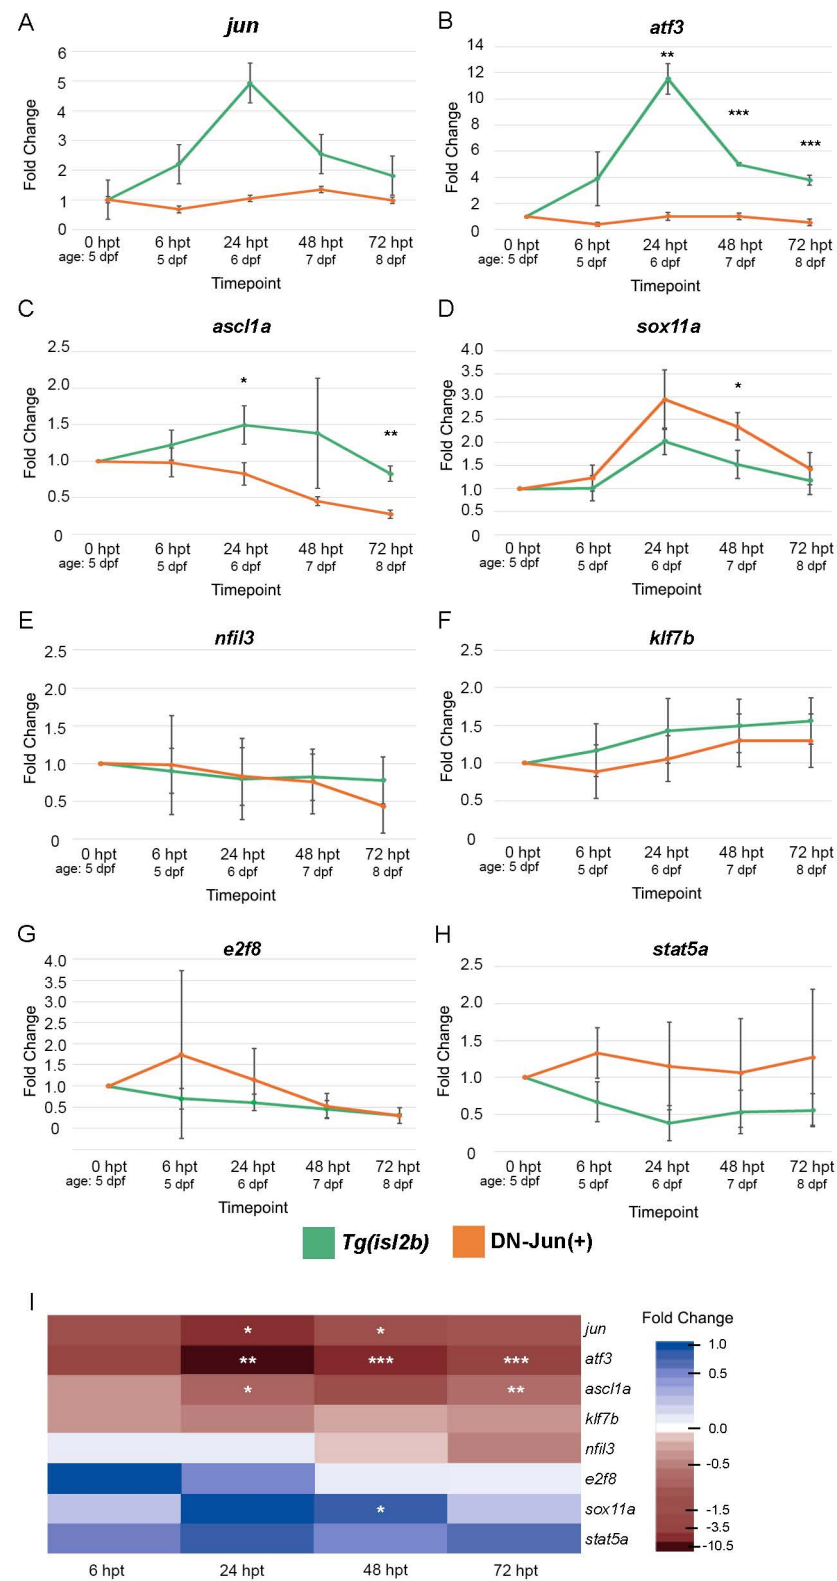 A
jun
6
5
4
3
2
1
0
Fold Change
0 hpt 6 hpt 24 hpt 48 hpt 72 hpt
age: 5 dpf 5 dpf 6 dpf 7 dpf 8 dpf
Timepoint
B
atf3
14
12
10
8
6
4
2
0
Fold Change
**
***
***
0 hpt 6 hpt 24 hpt 48 hpt 72 hpt
age: 5 dpf 5 dpf 6 dpf 7 dpf 8 dpf
Timepoint
C
ascl1a
2.5
2.0
1.5
1.0
0.5
0
Fold Change
*
**
0 hpt 6 hpt 24 hpt 48 hpt 72 hpt
age: 5 dpf 5 dpf 6 dpf 7 dpf 8 dpf
Timepoint
D
sox11a
4.0
3.5
3.0
2.5
2.0
1.5
1.0
0.5
0
Fold Change
*
0 hpt 6 hpt 24 hpt 48 hpt 72 hpt
age: 5 dpf 5 dpf 6 dpf 7 dpf 8 dpf
Timepoint
E
nfil3
2.5
2.0
1.5
1.0
0.5
0
Fold Change
0 hpt 6 hpt 24 hpt 48 hpt 72 hpt
age: 5 dpf 5 dpf 6 dpf 7 dpf 8 dpf
Timepoint
F
klf7b
2.5
2.0
1.5
1.0
0.5
0
Fold Change
0 hpt 6 hpt 24 hpt 48 hpt 72 hpt
age: 5 dpf 5 dpf 6 dpf 7 dpf 8 dpf
Timepoint
G
e2f8
4.0
3.5
4.0
3.0
2.5
2.0
1.5
1.0
0.5
0
Fold Change
0 hpt 6 hpt 24 hpt 48 hpt 72 hpt
age: 5 dpf 5 dpf 6 dpf 7 dpf 8 dpf
Timepoint
H
stat5a
2.5
2.0
1.5
1.0
0.5
0
Fold Change
0 hpt 6 hpt 24 hpt 48 hpt 72 hpt
age: 5 dpf 5 dpf 6 dpf 7 dpf 8 dpf
Timepoint
Tg(isl2b) DN-Jun(+)
I
* * jun
** *** *** atf3
* ** ascl1a
klf7b
nfil3
e2f8
* sox11a
stat5a
6 hpt 24 hpt 48 hpt 72 hpt
Fold Change
1.0
0.5
0.0
-0.5
-1.5
-3.5
-10.5